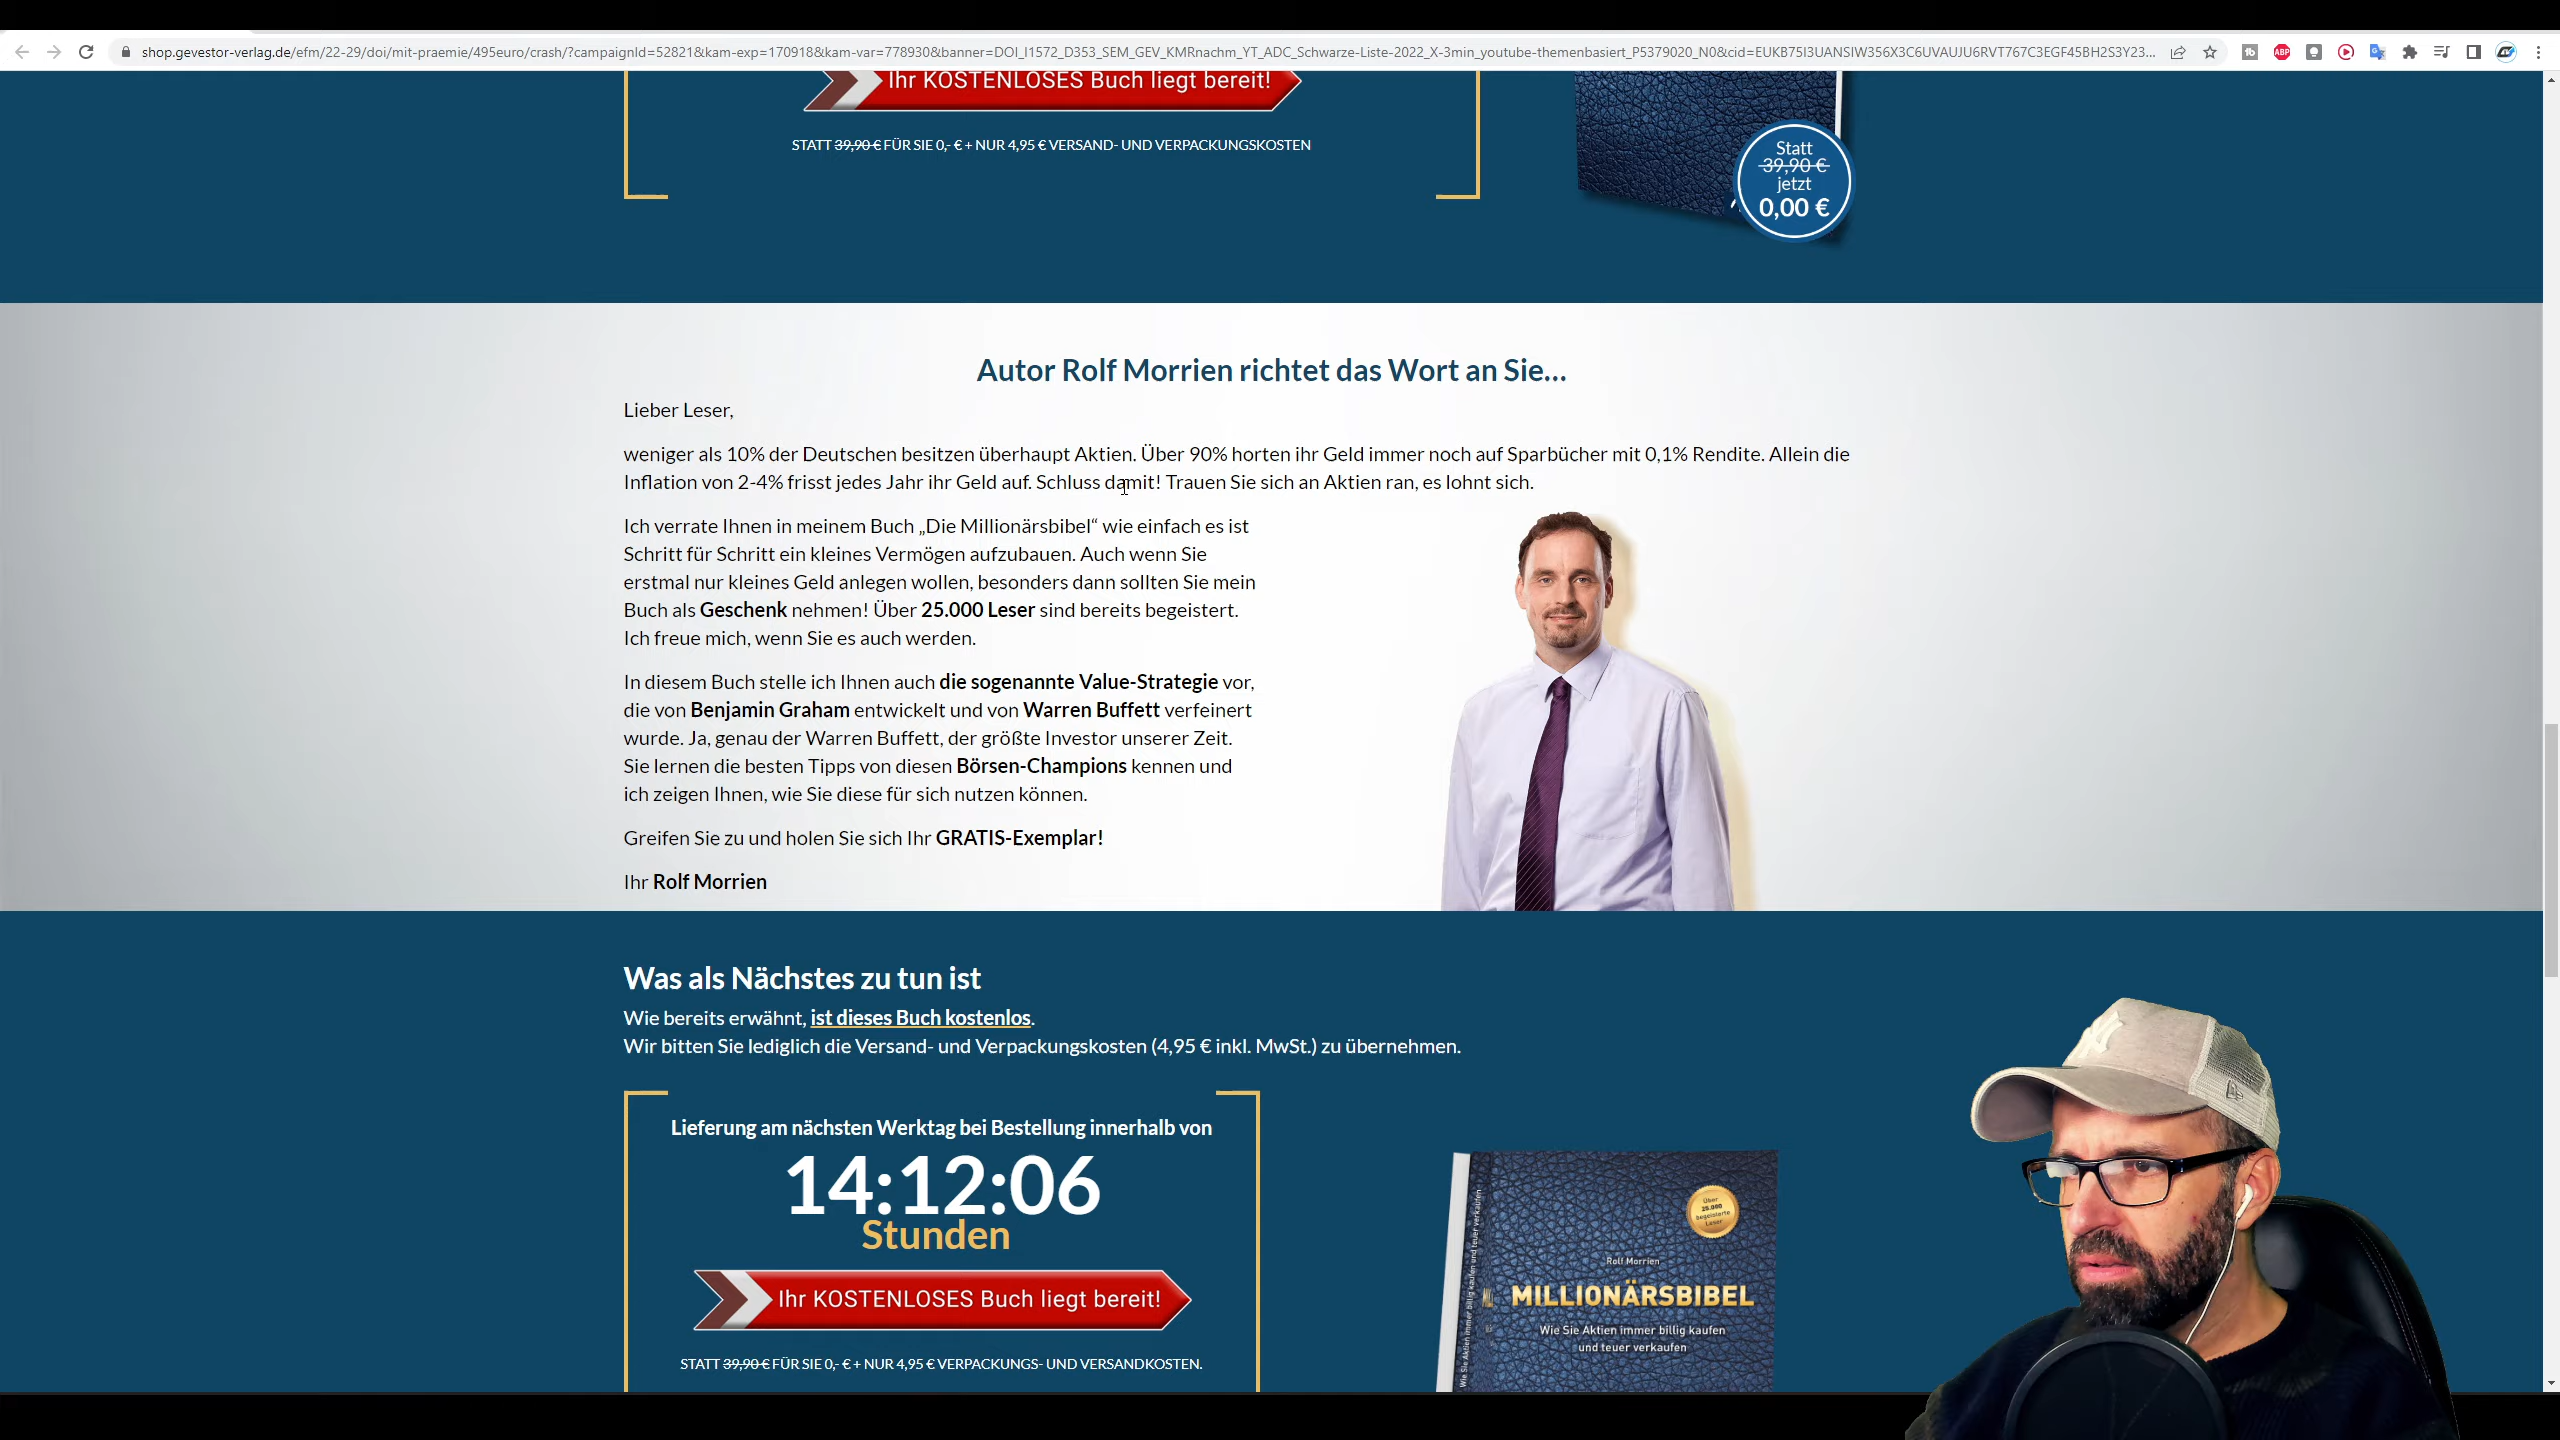 shop.gevestor-verlag.de/efm/22-29/doi/mit-praemie/495euro/crash/?campaignId=52821&kam-exp=170918&kam-var=778930&banner=DOI_I1572_D353_SEM_GEV_KMRnachm_YT_ADC_Schwarze-Liste-2022_X-3min_youtube-themenbasiert_P5379020_N0&cid=EUKB75I3UANSIW356X3C6UVAUJU6RVT767C3EGF45BH2S3Y23...
Ihr KOSTENLOSES Buch liegt bereit!
STATT 39,90 € FÜR SIE 0,- € + NUR 4,95 € VERSAND- UND VERPACKUNGSKOSTEN
Statt
39,90 €
jetzt
0,00 €
Autor Rolf Morrien richtet das Wort an Sie...
Lieber Leser,
weniger als 10% der Deutschen besitzen überhaupt Aktien. Über 90% horten ihr Geld immer noch auf Sparbücher mit 0,1% Rendite. Allein die
Inflation von 2-4% frisst jedes Jahr ihr Geld auf. Schluss damit! Trauen Sie sich an Aktien ran, es lohnt sich.
Ich verrate Ihnen in meinem Buch „Die Millionärsbibel“ wie einfach es ist
Schritt für Schritt ein kleines Vermögen aufzubauen. Auch wenn Sie
erstmal nur kleines Geld anlegen wollen, besonders dann sollten Sie mein
Buch als Geschenk nehmen! Über 25.000 Leser sind bereits begeistert.
Ich freue mich, wenn Sie es auch werden.
In diesem Buch stelle ich Ihnen auch die sogenannte Value-Strategie vor,
die von Benjamin Graham entwickelt und von Warren Buffett verfeinert
wurde. Ja, genau der Warren Buffett, der größte Investor unserer Zeit.
Sie lernen die besten Tipps von diesen Börsen-Champions kennen und
ich zeigen Ihnen, wie Sie diese für sich nutzen können.
Greifen Sie zu und holen Sie sich Ihr GRATIS-Exemplar!
Ihr Rolf Morrien
Was als Nächstes zu tun ist
Wie bereits erwähnt, ist dieses Buch kostenlos.
Wir bitten Sie lediglich die Versand- und Verpackungskosten (4,95 € inkl. MwSt.) zu übernehmen.
Lieferung am nächsten Werktag bei Bestellung innerhalb von
14:12:06
Stunden
Ihr KOSTENLOSES Buch liegt bereit!
STATT 39,90 € FÜR SIE 0,- € + NUR 4,95 € VERPACKUNGS- UND VERSANDKOSTEN.
Über
25.000
begeisterte
Leser
Rolf Morrien
MILLIONÄRSBIBEL
Wie Sie Aktien immer billig kaufen
und teuer verkaufen
Wie Sie Aktien immer billig kaufen und teuer verkaufen
ABP